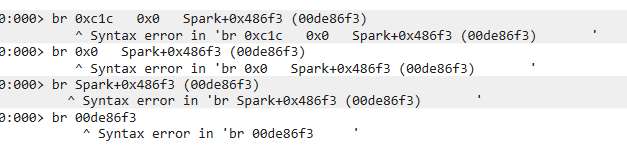 0:000> br 0xc1c   0x0   Spark+0x486f3 (00de86f3)
^ Syntax error in 'br 0xc1c   0x0   Spark+0x486f3 (00de86f3)        '
0:000> br 0x0   Spark+0x486f3 (00de86f3)
^ Syntax error in 'br 0x0   Spark+0x486f3 (00de86f3)        '
0:000> br Spark+0x486f3 (00de86f3)
^ Syntax error in 'br Spark+0x486f3 (00de86f3)        '
0:000> br 00de86f3
^ Syntax error in 'br 00de86f3     '